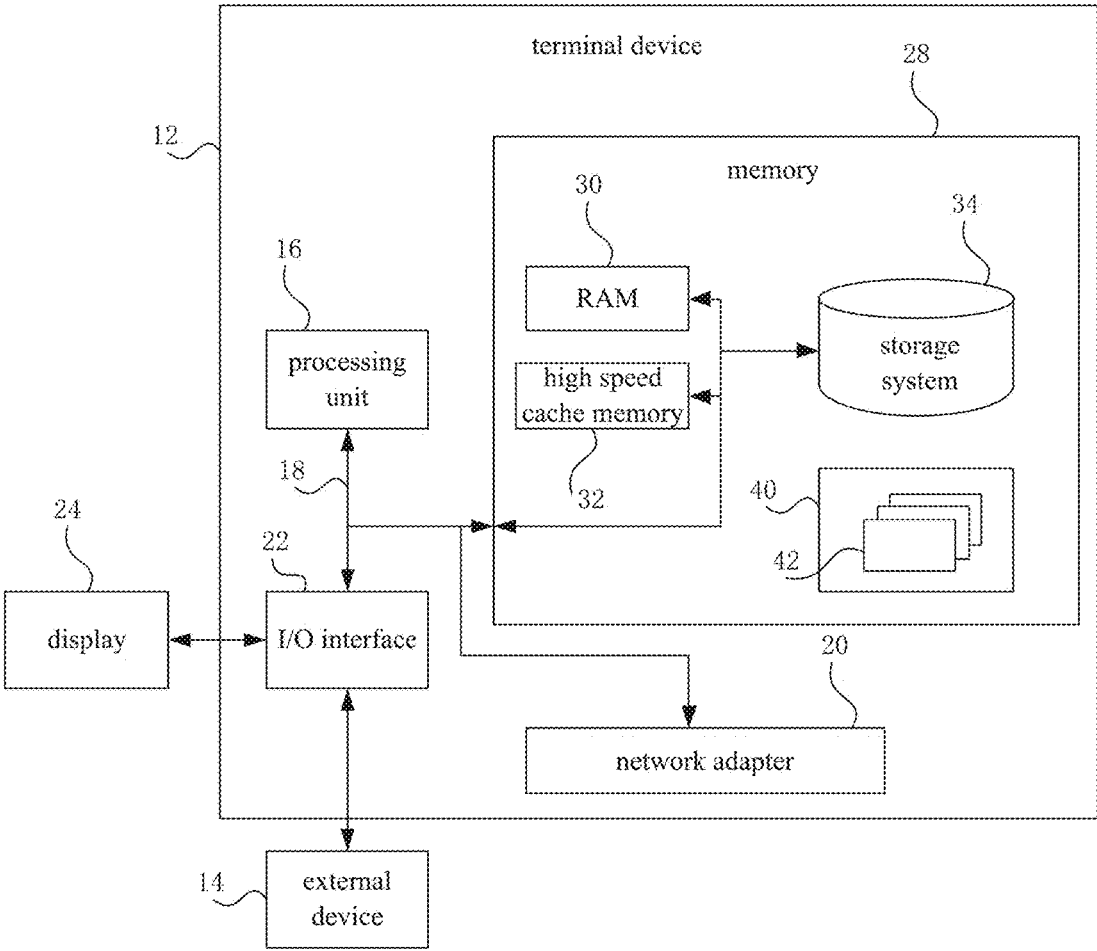 terminal device
28
12
memory
30
34
16
RAM
storage
system
processing
unit
high speed
cache memory
18
32
40
24
22
42
display
I/O interface
20
network adapter
14
external
device